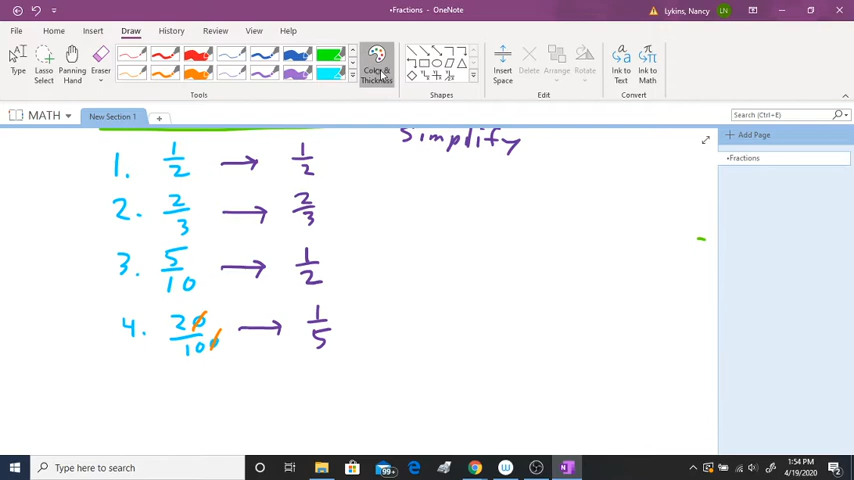 •Fractions - OneNote
Lykins, Nancy LN
File Home Insert Draw History Review View Help
Type Lasso Select Panning Hand Eraser Color & Thickness Insert Space Delete Arrange Rotate Ink to Text Ink to Math
Tools Shapes Edit Convert
MATH New Section 1 + Search (Ctrl+E)
+ Add Page
•Fractions
Simplify
1. 1/2 → 1/2
2. 2/3 → 2/3
3. 5/10 → 1/2
4. 20/100 → 1/5
Type here to search
99+
1:54 PM
4/19/2020
2